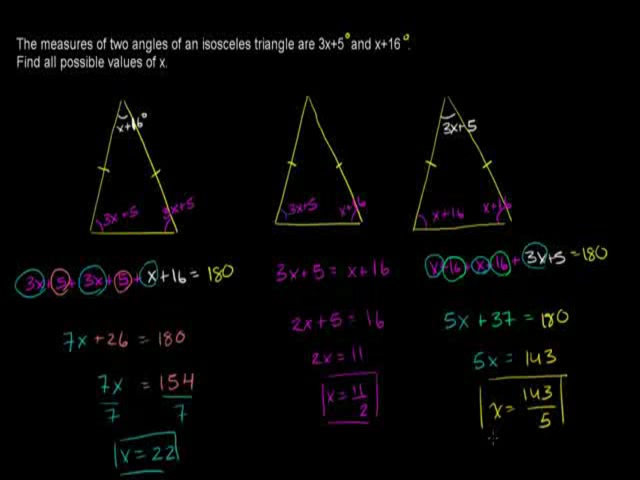 The measures of two angles of an isosceles triangle are 3x+5° and x+16°.
Find all possible values of x.
x+16°
3x+5
3x+5
3x+5 + 3x+5 + x+16 = 180
7x + 26 = 180
7x/7 = 154/7
x = 22
3x+5
x+16
3x+5 = x+16
2x+5 = 16
2x = 11
x = 11/2
3x+5
x+16
x+16
x+16+x+16+3x+5 = 180
5x + 37 = 180
5x = 143
x = 143/5